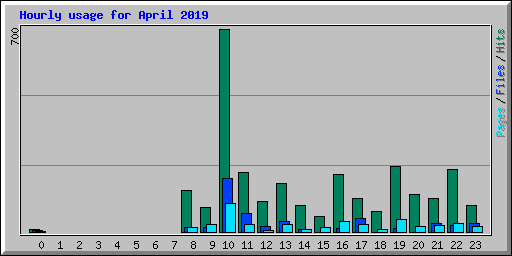 Hourly usage for April 2019
700
Pages/Files/Hits
0 1 2 3 4 5 6 7 8 9 10 11 12 13 14 15 16 17 18 19 20 21 22 23